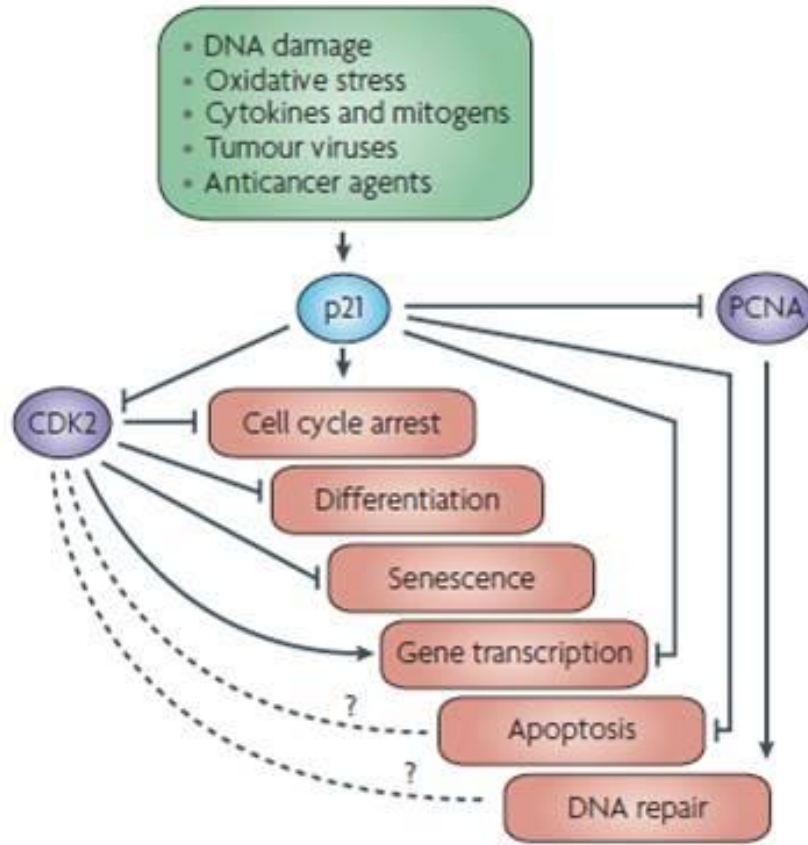 • DNA damage
• Oxidative stress
• Cytokines and mitogens
• Tumour viruses
• Anticancer agents
p21
PCNA
CDK2
Cell cycle arrest
Differentiation
Senescence
Gene transcription
?
Apoptosis
?
DNA repair